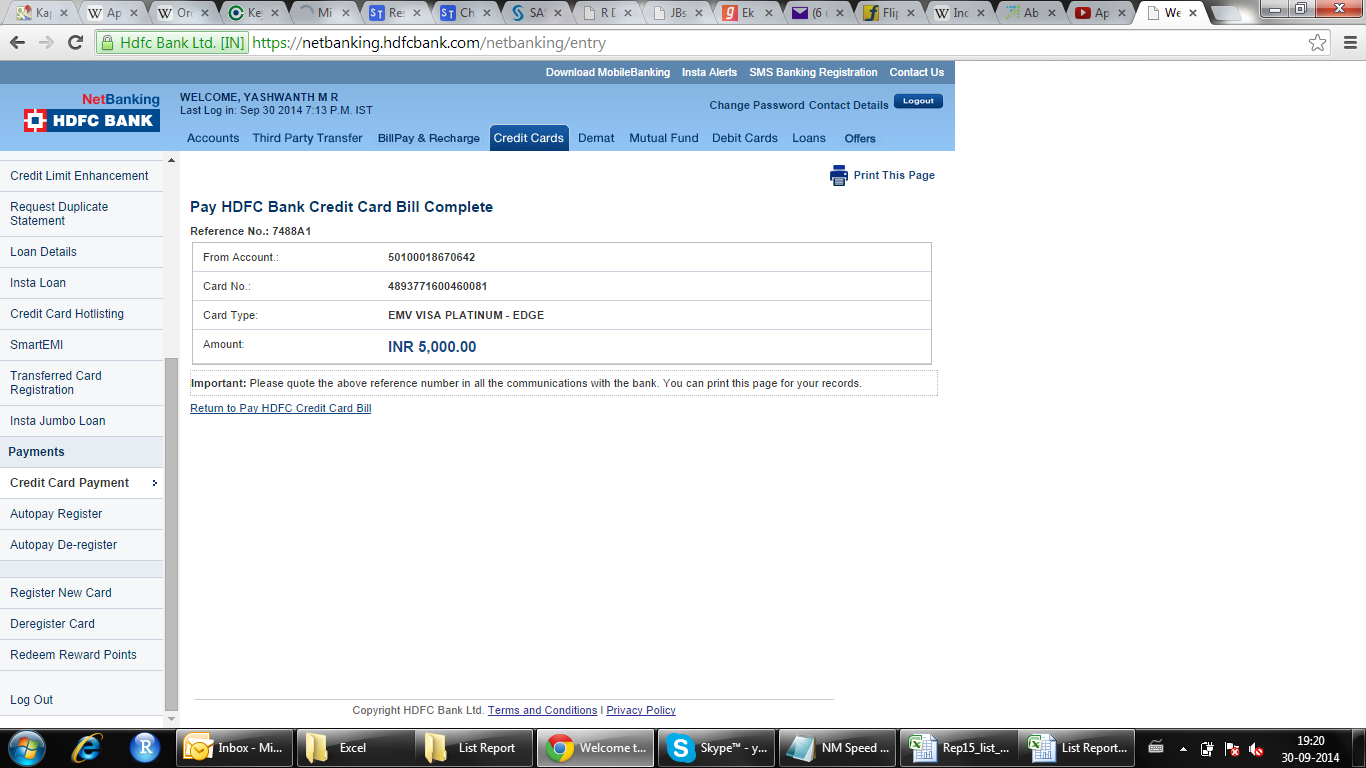 Ka
Ap
Or
Ke
Mi
Res
Ch
SA
R D
JBs
Ek
(6
Flip
Inc
Ab
Ap
We
Hdfc Bank Ltd. [IN] https://netbanking.hdfcbank.com/netbanking/entry
Download MobileBanking Insta Alerts SMS Banking Registration Contact Us
NetBanking
HDFC BANK
WELCOME, YASHWANTH M R
Last Log in: Sep 30 2014 7:13 P.M. IST
Change Password Contact Details Logout
Accounts Third Party Transfer BillPay & Recharge Credit Cards Demat Mutual Fund Debit Cards Loans Offers
Credit Limit Enhancement
Request Duplicate
Statement
Loan Details
Insta Loan
Credit Card Hotlisting
SmartEMI
Transferred Card
Registration
Insta Jumbo Loan
Payments
Credit Card Payment
Autopay Register
Autopay De-register
Register New Card
Deregister Card
Redeem Reward Points
Log Out
Print This Page
Pay HDFC Bank Credit Card Bill Complete
Reference No.: 7488A1
From Account.: 50100018670642
Card No.: 4893771600460081
Card Type: EMV VISA PLATINUM - EDGE
Amount: INR 5,000.00
Important: Please quote the above reference number in all the communications with the bank. You can print this page for your records.
Return to Pay HDFC Credit Card Bill
Copyright HDFC Bank Ltd. Terms and Conditions I Privacy Policy
Inbox - Mi...
Excel
List Report
Welcome t...
Skype™ - y...
NM Speed ...
Rep15_list_...
List Report...
19:20
30-09-2014